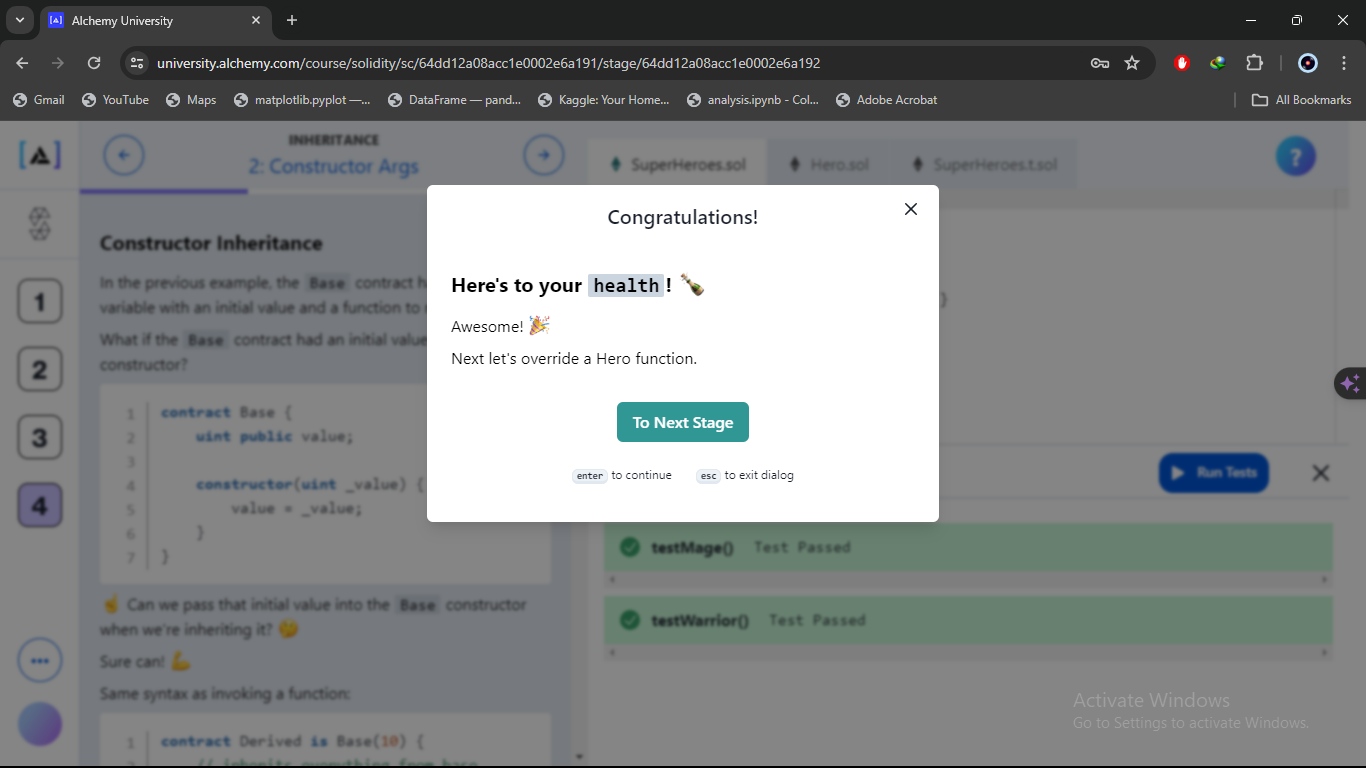 Alchemy University
university.alchemy.com/course/solidity/sc/64dd12a08acc1e0002e6a191/stage/64dd12a08acc1e0002e6a192
Gmail YouTube Maps matplotlib.pyplot —... DataFrame — pand... Kaggle: Your Home... analysis.ipynb - Col... Adobe Acrobat All Bookmarks
INHERITANCE
2: Constructor Args
SuperHeroes.sol Hero.sol SuperHeroes.t.sol
?
Congratulations!
Here's to your health!
Awesome!
Next let's override a Hero function.
To Next Stage
enter to continue esc to exit dialog
1
2
3
4
Constructor Inheritance
In the previous example, the Base contract
variable with an initial value and a function to
What if the Base contract had an initial value
constructor?
1 contract Base {
2 uint public value;
3
4 constructor(uint _value) {
5 value = _value;
6 }
7 }
Can we pass that initial value into the Base constructor
when we're inheriting it?
Sure can!
Same syntax as invoking a function:
1 contract Derived is Base(10) {
2 // inherits everything from base
}
Run Tests
testMage() Test Passed
testWarrior() Test Passed
Activate Windows
Go to Settings to activate Windows.